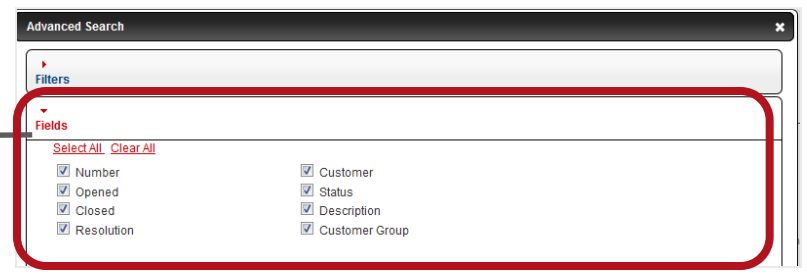 Advanced Search
Filters
Fields
Select All Clear All
Number
Customer
Opened
Status
Closed
Description
Resolution
Customer Group